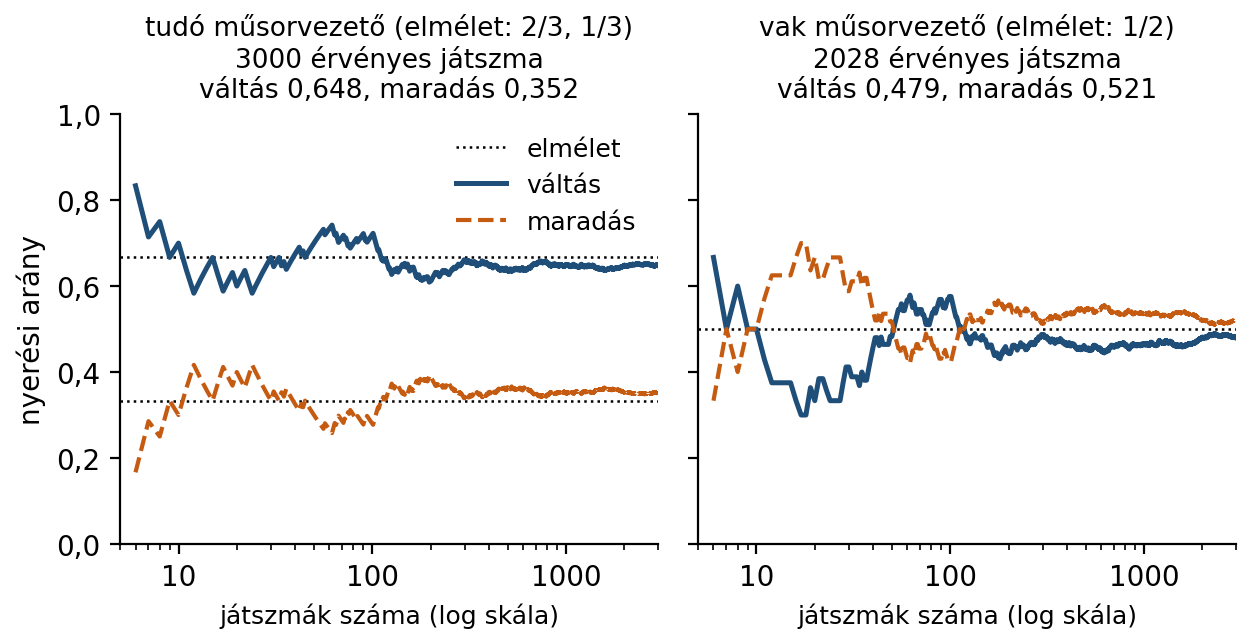 tudó műsorvezető (elmélet: 2/3, 1/3)
3000 érvényes játszma
váltás 0,648, maradás 0,352
vak műsorvezető (elmélet: 1/2)
2028 érvényes játszma
váltás 0,479, maradás 0,521
nyerési arány
1,0
0,8
0,6
0,4
0,2
0,0
elmélet
váltás
maradás
10 100 1000
játszmák száma (log skála)
10 100 1000
játszmák száma (log skála)